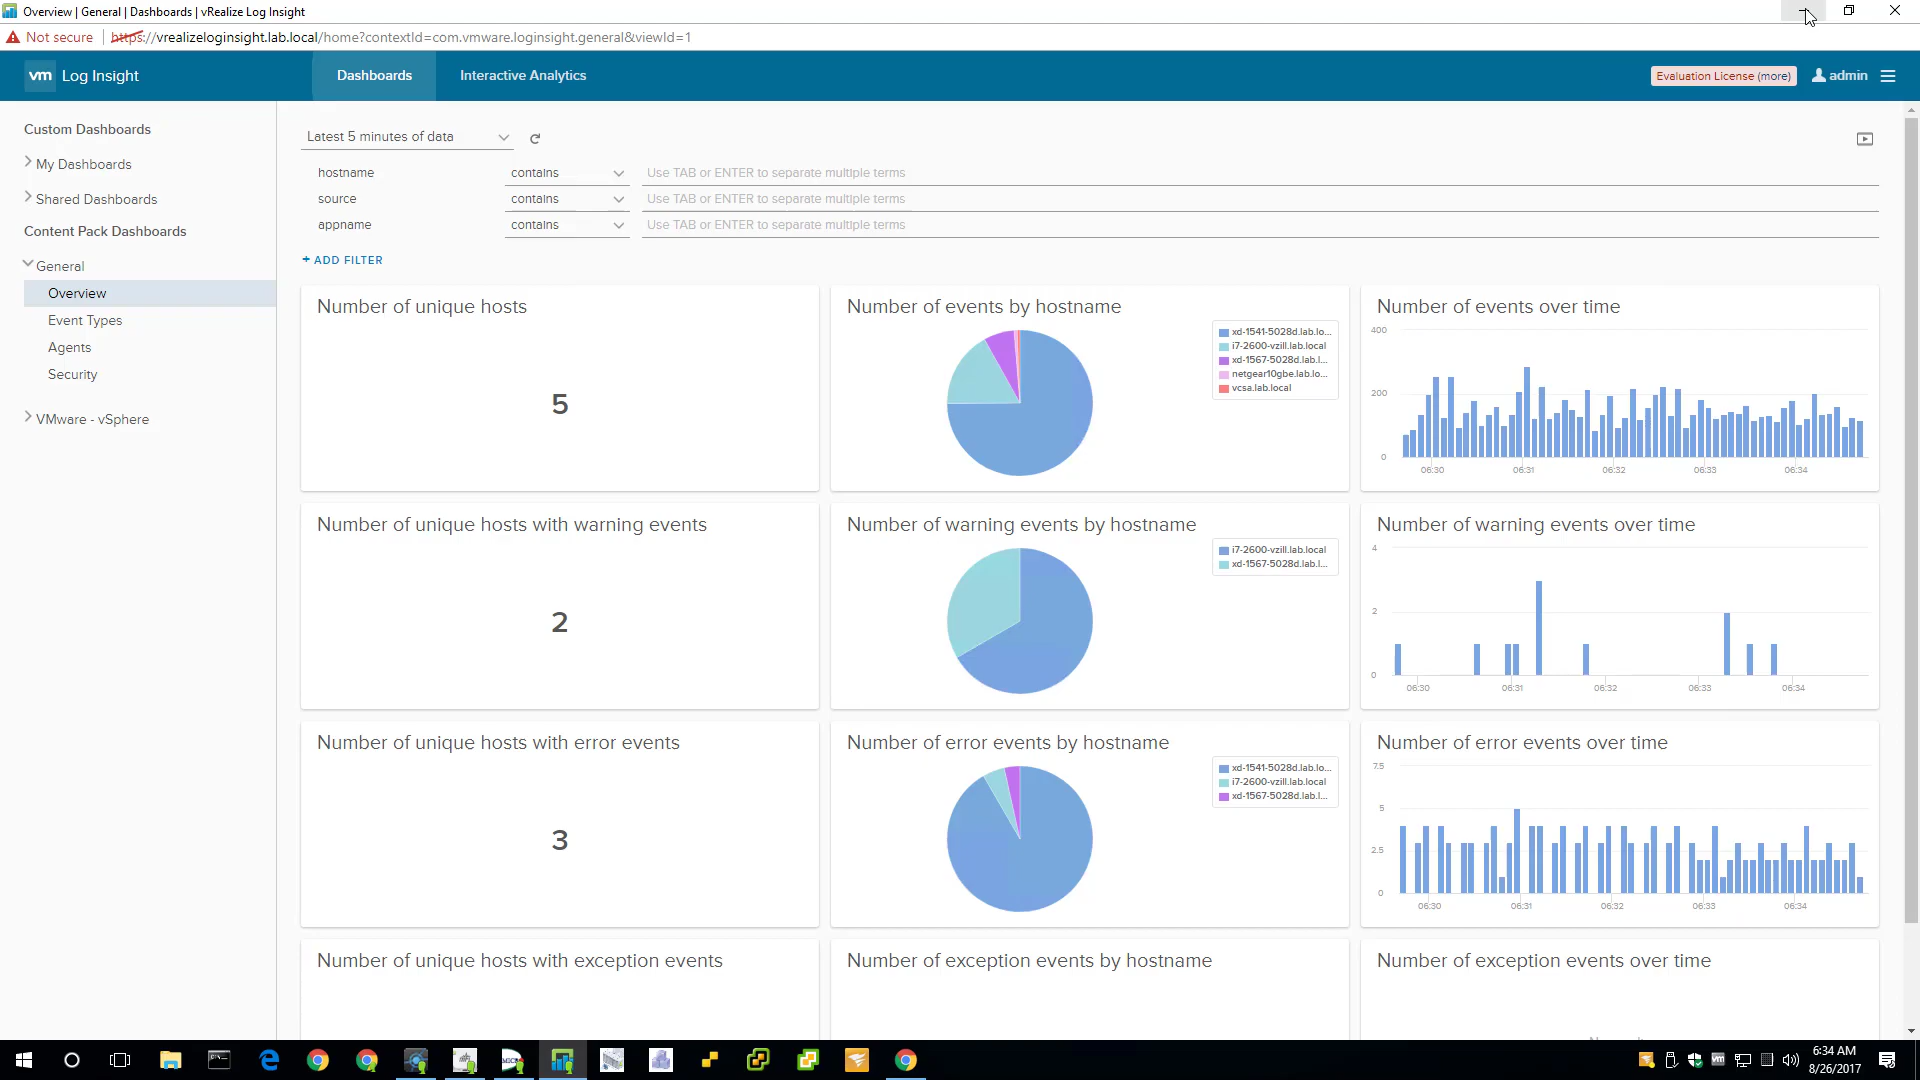 Overview | General | Dashboards | vRealize Log Insight
Not secure | https://vrealizeloginsight.lab.local/home?contextId=com.vmware.loginsight.general&viewId=1
vm Log Insight
Dashboards
Interactive Analytics
Evaluation License (more)
admin
Custom Dashboards
My Dashboards
Shared Dashboards
Content Pack Dashboards
General
Overview
Event Types
Agents
Security
VMware - vSphere
Latest 5 minutes of data
hostname contains Use TAB or ENTER to separate multiple terms
source contains Use TAB or ENTER to separate multiple terms
appname contains Use TAB or ENTER to separate multiple terms
+ ADD FILTER
Number of unique hosts
5
Number of events by hostname
xd-1541-5028d.lab.lo...
i7-2600-vzill.lab.local
xd-1567-5028d.lab.l...
netgear10gbe.lab.lo...
vcsa.lab.local
Number of events over time
400
200
0
06:30 06:31 06:32 06:33 06:34
Number of unique hosts with warning events
2
Number of warning events by hostname
i7-2600-vzill.lab.local
xd-1567-5028d.lab.l...
Number of warning events over time
4
2
0
06:30 06:31 06:32 06:33 06:34
Number of unique hosts with error events
3
Number of error events by hostname
xd-1541-5028d.lab.lo...
i7-2600-vzill.lab.local
xd-1567-5028d.lab.l...
Number of error events over time
7.5
5
2.5
0
06:30 06:31 06:32 06:33 06:34
Number of unique hosts with exception events
Number of exception events by hostname
Number of exception events over time
6:34 AM
8/26/2017